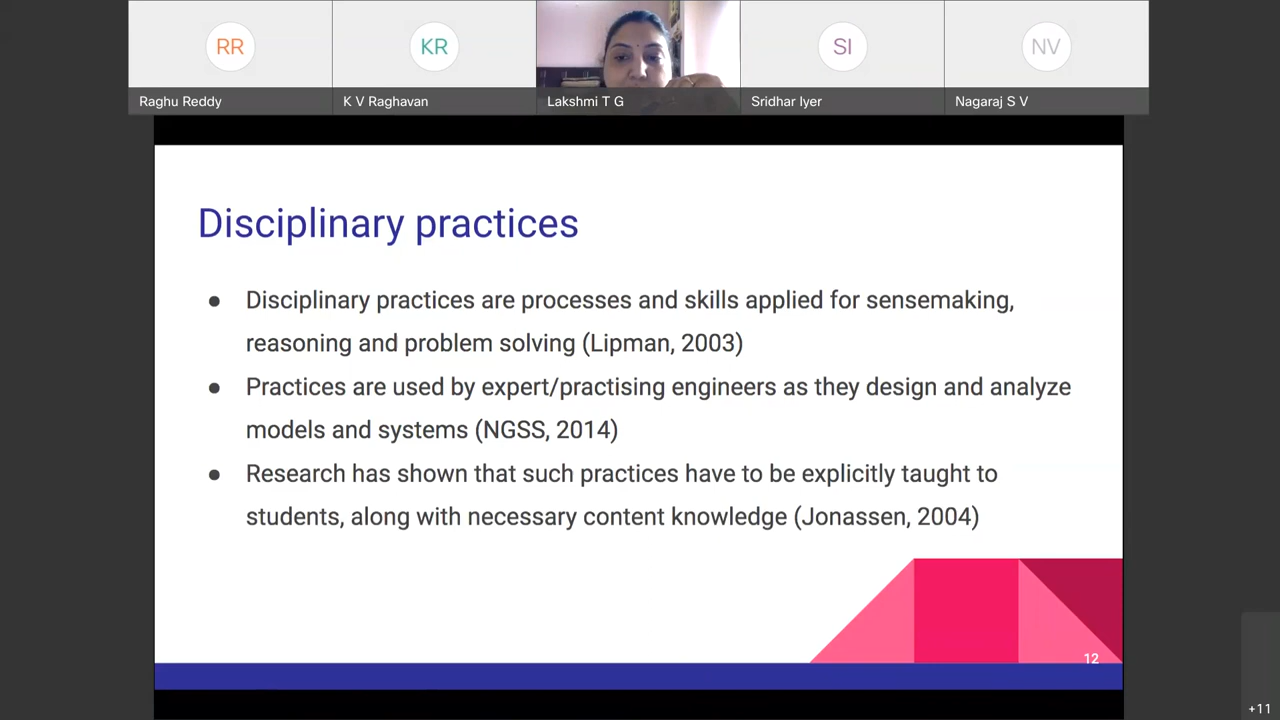 RR
KR
SI
NV
Raghu Reddy
K V Raghavan
Lakshmi T G
Sridhar Iyer
Nagaraj S V
Disciplinary practices
● Disciplinary practices are processes and skills applied for sensemaking,
reasoning and problem solving (Lipman, 2003)
● Practices are used by expert/practising engineers as they design and analyze
models and systems (NGSS, 2014)
● Research has shown that such practices have to be explicitly taught to
students, along with necessary content knowledge (Jonassen, 2004)
12
+11